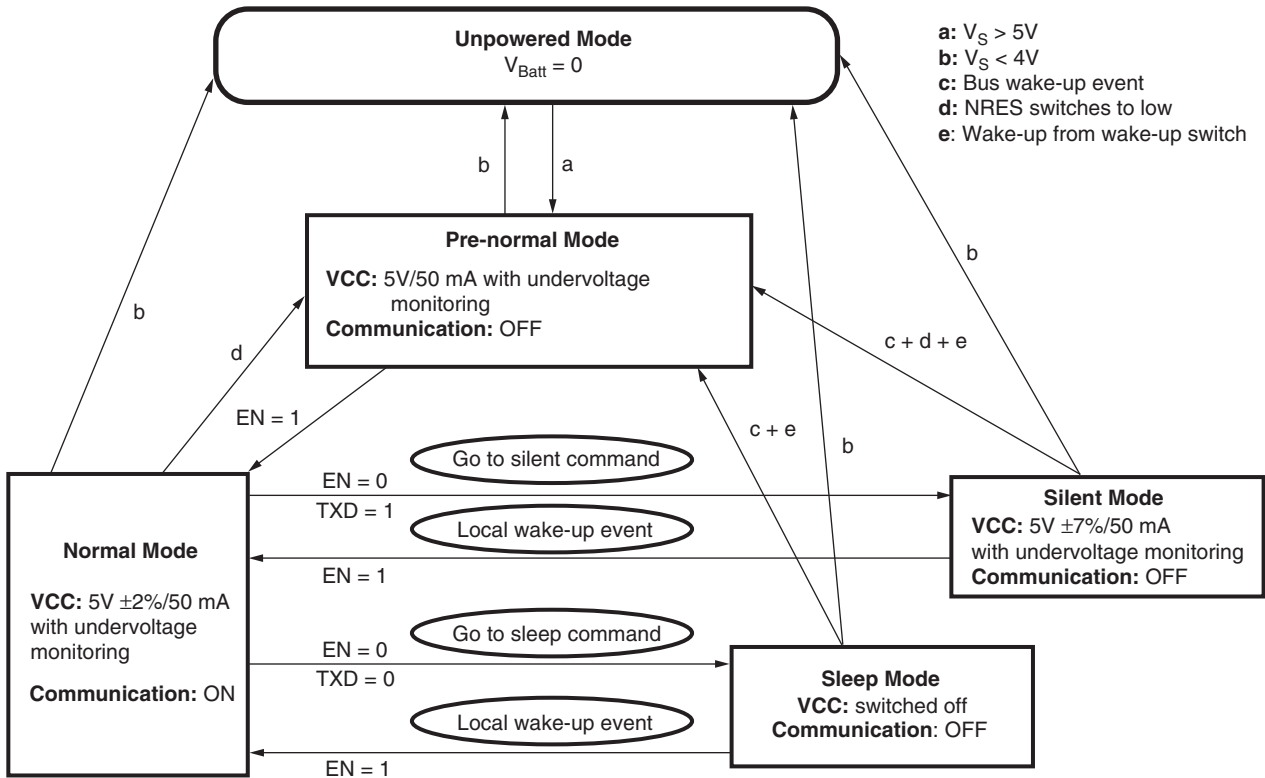 Unpowered Mode
V_Batt = 0
a: V_S > 5V
b: V_S < 4V
c: Bus wake-up event
d: NRES switches to low
e: Wake-up from wake-up switch
b
a
b
Pre-normal Mode
VCC: 5V/50 mA with undervoltage
monitoring
Communication: OFF
b
d
c + d + e
EN = 1
c + e
b
Go to silent command
EN = 0
TXD = 1
Local wake-up event
EN = 1
Silent Mode
VCC: 5V ±7%/50 mA
with undervoltage monitoring
Communication: OFF
Normal Mode
VCC: 5V ±2%/50 mA
with undervoltage
monitoring
Communication: ON
Go to sleep command
EN = 0
TXD = 0
Sleep Mode
VCC: switched off
Communication: OFF
Local wake-up event
EN = 1